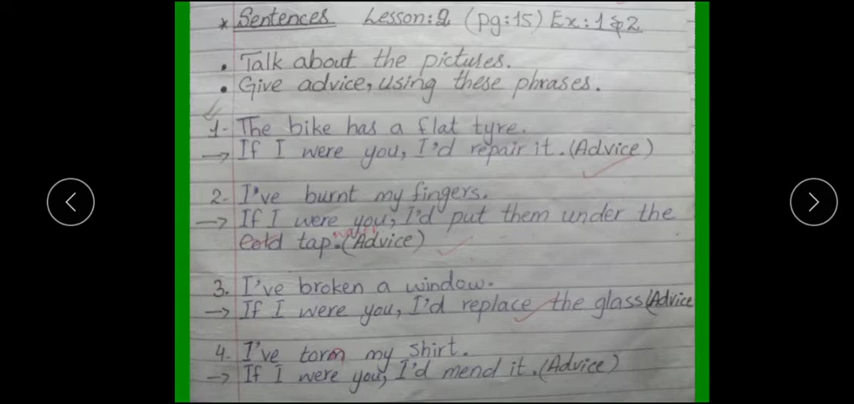 * Sentences Lesson: 2 (pg:15) Ex: 1 & 2
• Talk about the pictures.
• Give advice, using these phrases.
1- The bike has a flat tyre.
→ If I were you, I'd repair it. (Advice)
2- I've burnt my fingers.
→ If I were you, I'd put them under the
cold tap water. (Advice)
3. I've broken a window.
→ If I were you, I'd replace the glass (Advice
4. I've torn my shirt.
→ If I were you, I'd mend it. (Advice)